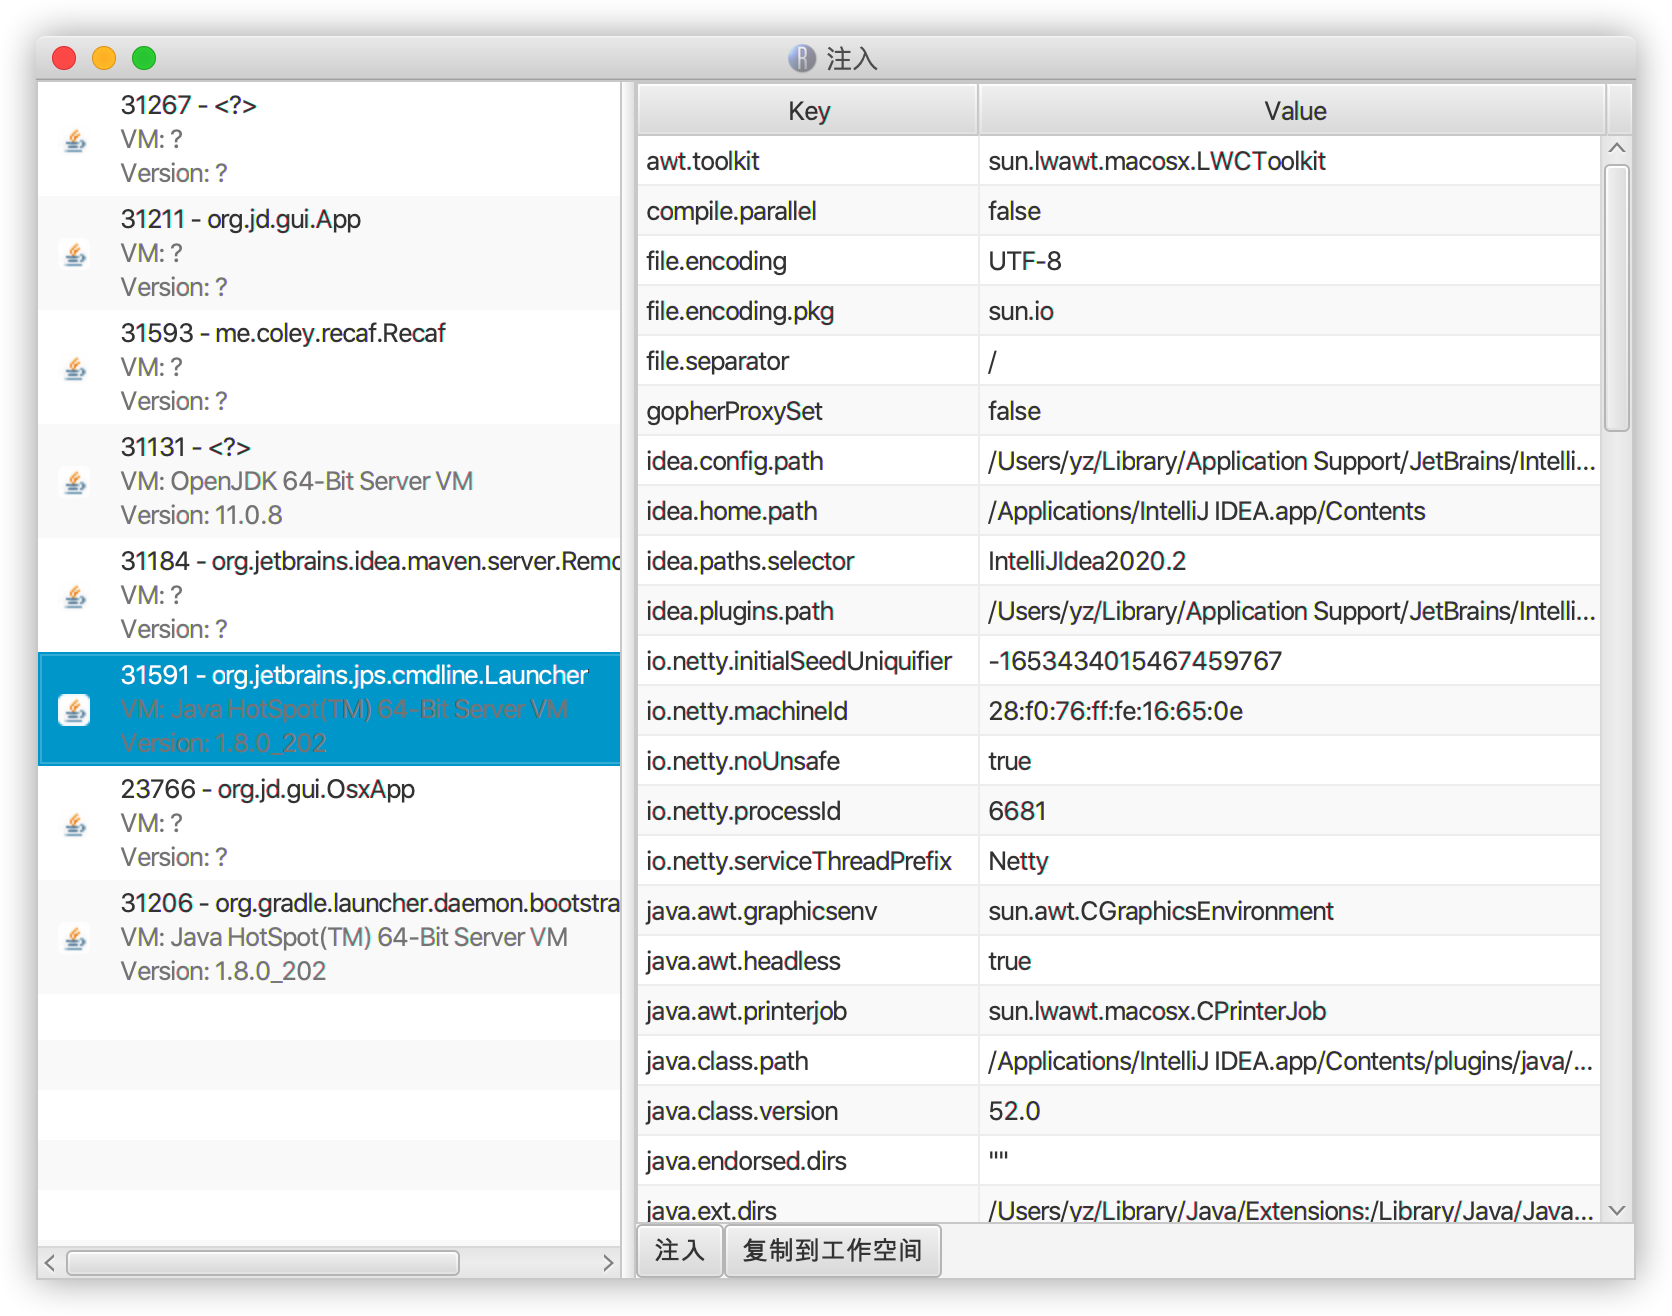 注入
31267 - <?>
VM: ?
Version: ?
31211 - org.jd.gui.App
VM: ?
Version: ?
31593 - me.coley.recaf.Recaf
VM: ?
Version: ?
31131 - <?>
VM: OpenJDK 64-Bit Server VM
Version: 11.0.8
31184 - org.jetbrains.idea.maven.server.Remo
VM: ?
Version: ?
31591 - org.jetbrains.jps.cmdline.Launcher
VM: Java HotSpot(TM) 64-Bit Server VM
Version: 1.8.0_202
23766 - org.jd.gui.OsxApp
VM: ?
Version: ?
31206 - org.gradle.launcher.daemon.bootstra
VM: Java HotSpot(TM) 64-Bit Server VM
Version: 1.8.0_202
Key Value
awt.toolkit sun.lwawt.macosx.LWCToolkit
compile.parallel false
file.encoding UTF-8
file.encoding.pkg sun.io
file.separator /
gopherProxySet false
idea.config.path /Users/yz/Library/Application Support/JetBrains/Intelli...
idea.home.path /Applications/IntelliJ IDEA.app/Contents
idea.paths.selector IntelliJIdea2020.2
idea.plugins.path /Users/yz/Library/Application Support/JetBrains/Intelli...
io.netty.initialSeedUniquifier -1653434015467459767
io.netty.machineId 28:f0:76:ff:fe:16:65:0e
io.netty.noUnsafe true
io.netty.processId 6681
io.netty.serviceThreadPrefix Netty
java.awt.graphicsenv sun.awt.CGraphicsEnvironment
java.awt.headless true
java.awt.printerjob sun.lwawt.macosx.CPrinterJob
java.class.path /Applications/IntelliJ IDEA.app/Contents/plugins/java/...
java.class.version 52.0
java.endorsed.dirs ""
java.ext.dirs /Users/yz/Library/Java/Extensions:/Library/Java/Java...
注入 复制到工作空间